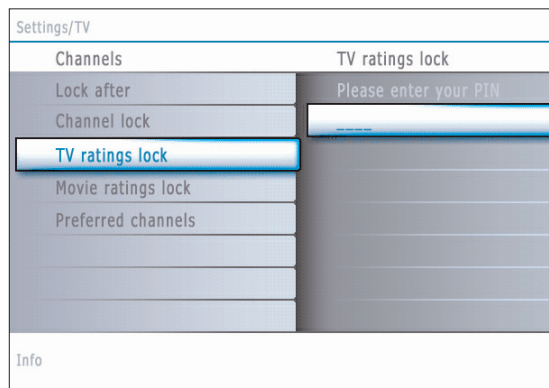 Settings/TV
Channels
TV ratings lock
Lock after
Please enter your PIN
Channel lock
_ _ _ _
TV ratings lock
Movie ratings lock
Preferred channels
Info